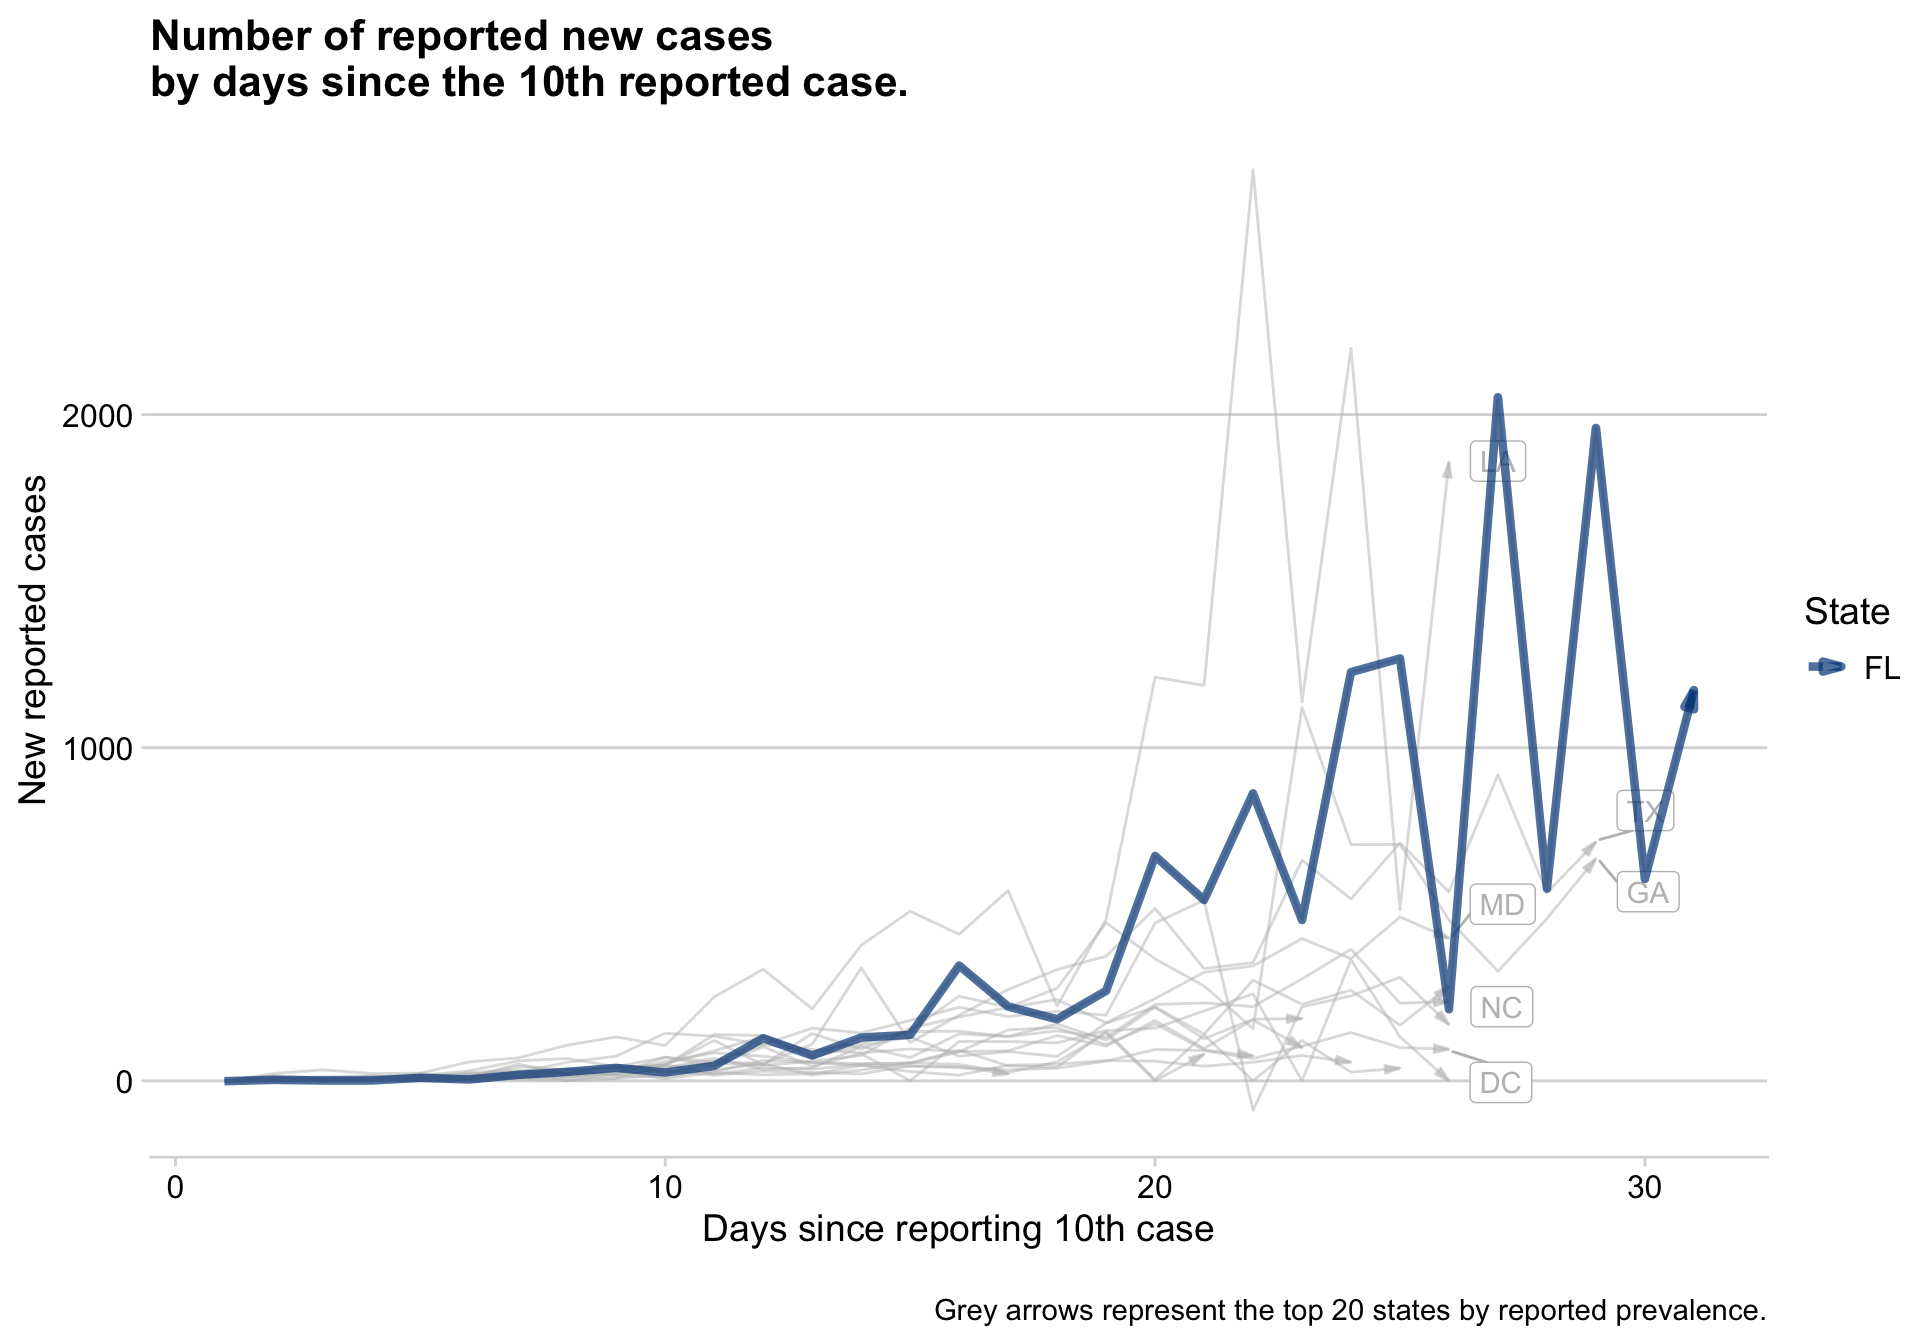 Number of reported new cases
by days since the 10th reported case.
New reported cases
2000
1000
0
LA
TX
MD
GA
NC
DC
State
FL
0
10
20
30
Days since reporting 10th case
Grey arrows represent the top 20 states by reported prevalence.